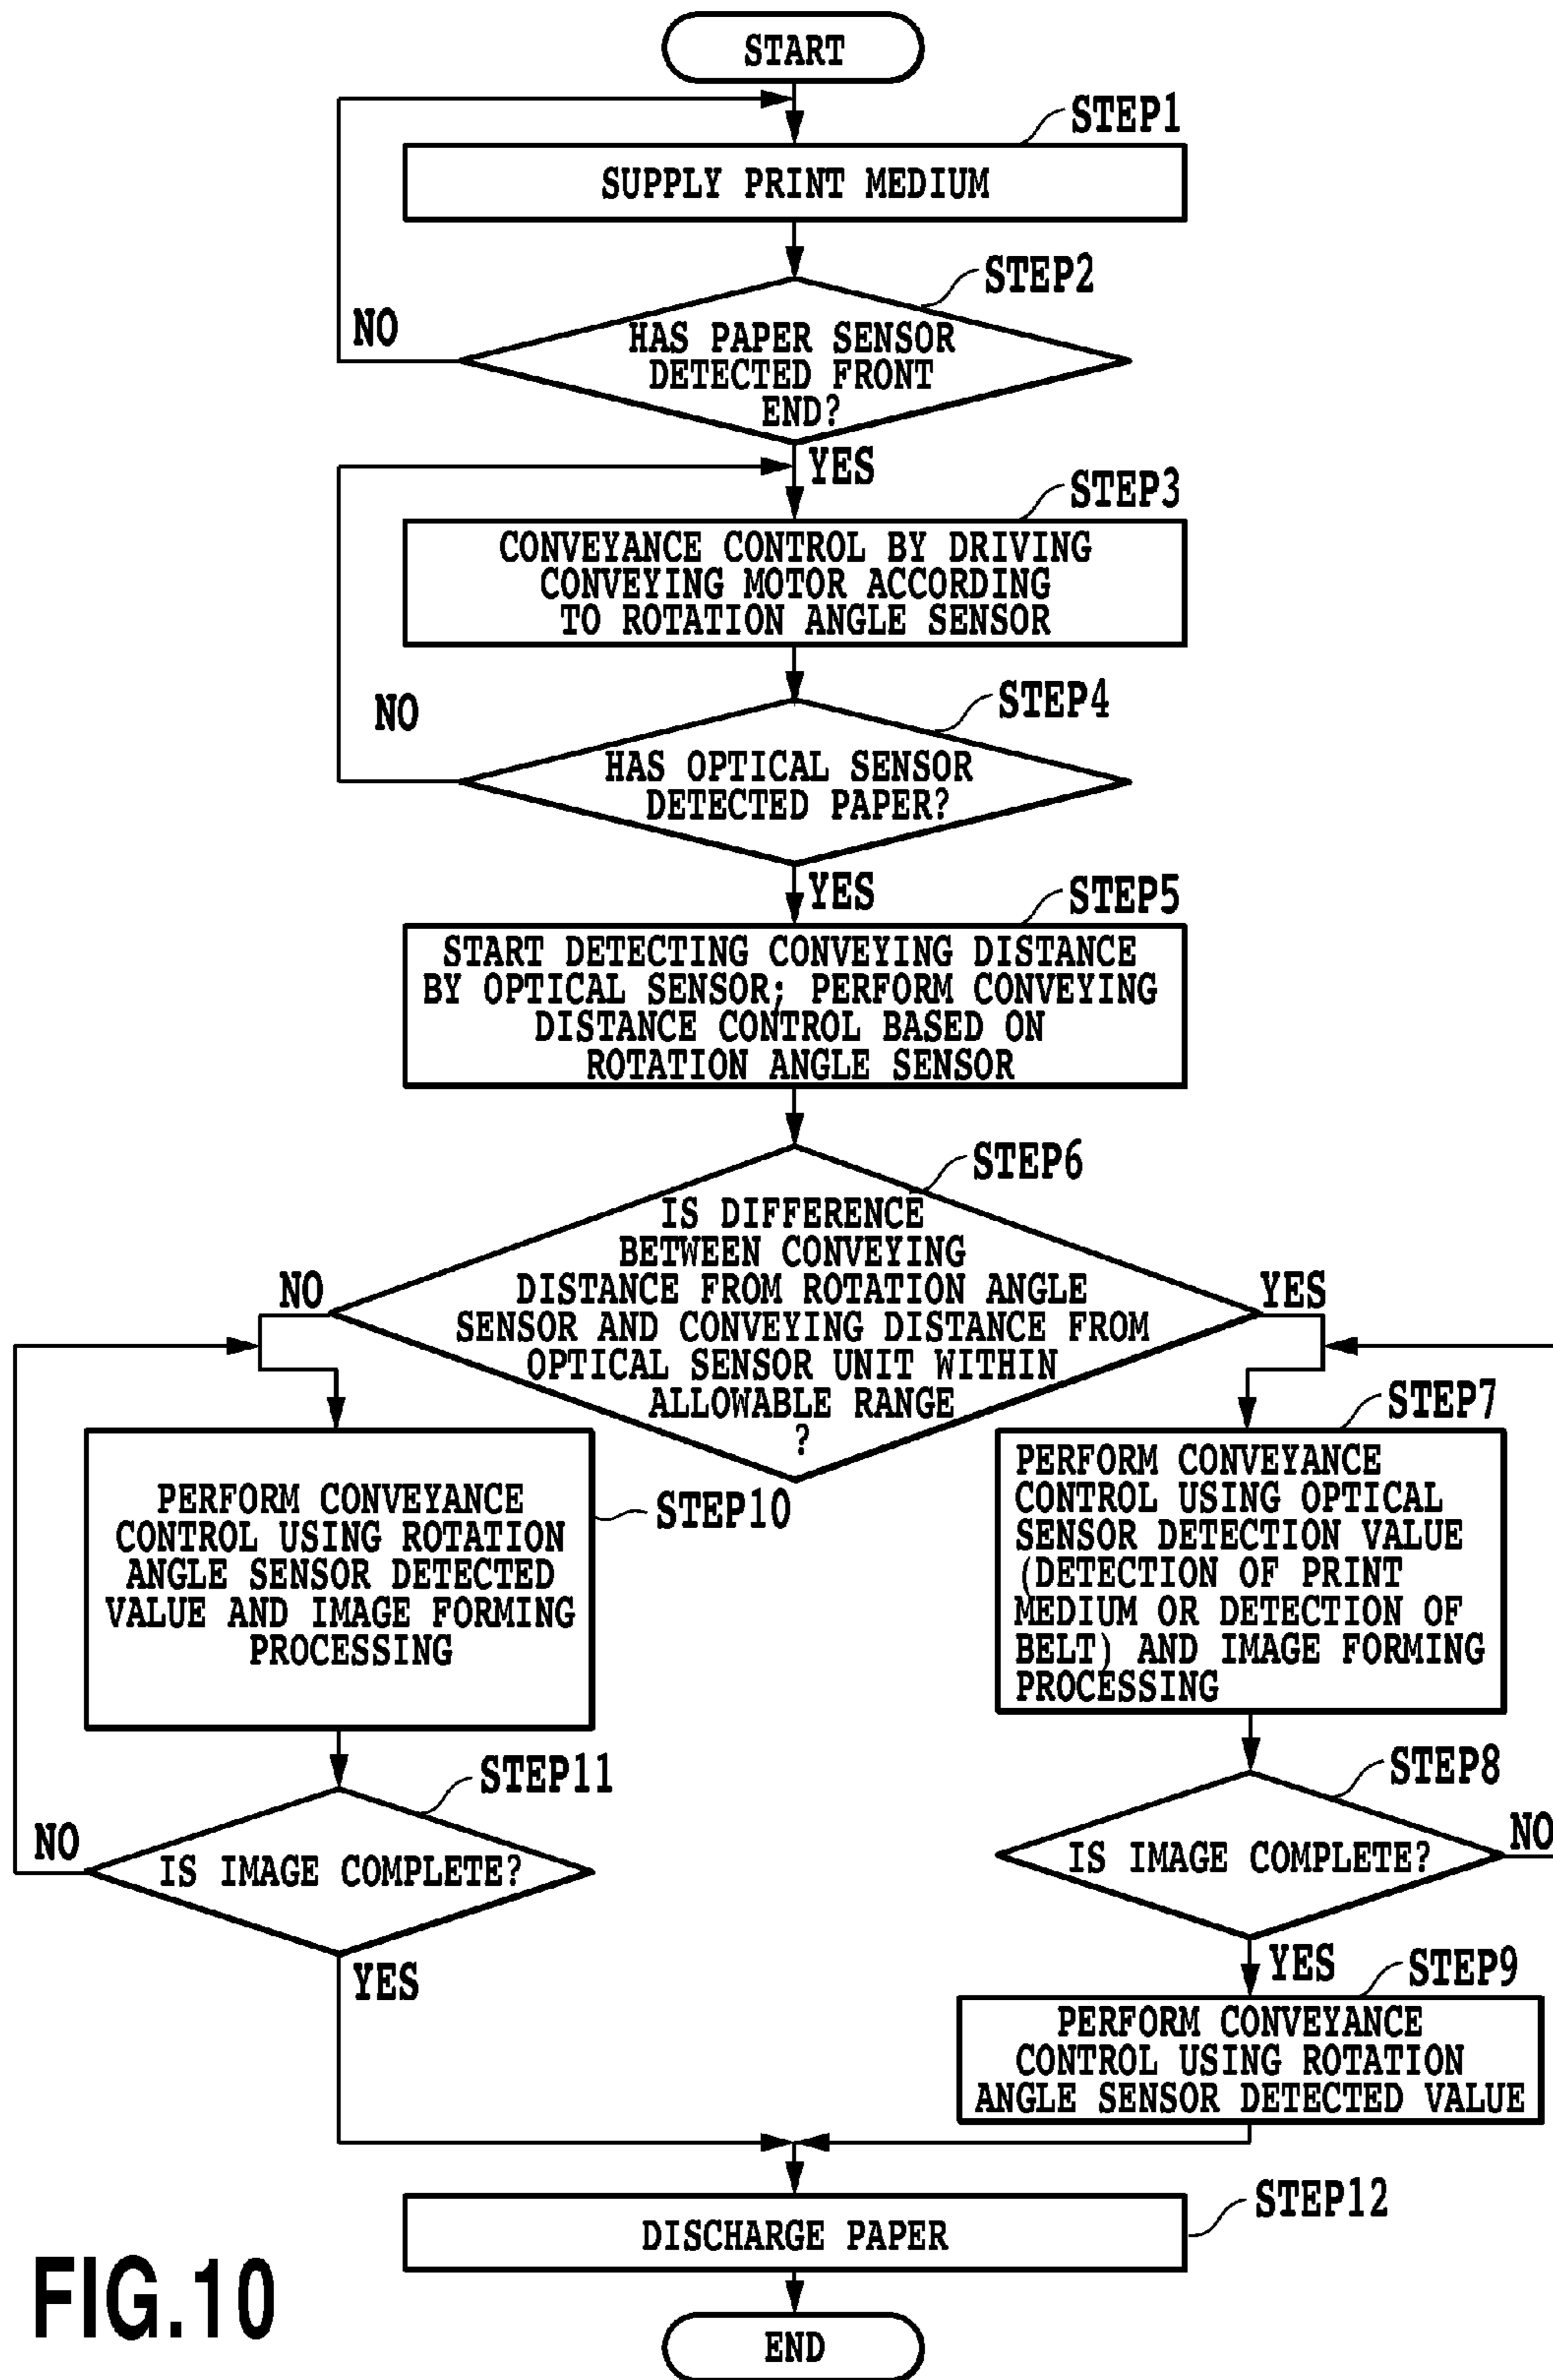 START
STEP1
SUPPLY PRINT MEDIUM
STEP2
HAS PAPER SENSOR
DETECTED FRONT
END?
NO
YES
STEP3
CONVEYANCE CONTROL BY DRIVING
CONVEYING MOTOR ACCORDING
TO ROTATION ANGLE SENSOR
STEP4
NO
HAS OPTICAL SENSOR
DETECTED PAPER?
YES
STEP5
START DETECTING CONVEYING DISTANCE
BY OPTICAL SENSOR; PERFORM CONVEYING
DISTANCE CONTROL BASED ON
ROTATION ANGLE SENSOR
STEP6
IS DIFFERENCE
BETWEEN CONVEYING
DISTANCE FROM ROTATION ANGLE
SENSOR AND CONVEYING DISTANCE FROM
OPTICAL SENSOR UNIT WITHIN
ALLOWABLE RANGE
?
NO
YES
STEP10
PERFORM CONVEYANCE
CONTROL USING ROTATION
ANGLE SENSOR DETECTED
VALUE AND IMAGE FORMING
PROCESSING
STEP7
PERFORM CONVEYANCE
CONTROL USING OPTICAL
SENSOR DETECTION VALUE
(DETECTION OF PRINT
MEDIUM OR DETECTION OF
BELT) AND IMAGE FORMING
PROCESSING
STEP11
NO
IS IMAGE COMPLETE?
YES
STEP8
IS IMAGE COMPLETE?
NO
YES
STEP9
PERFORM CONVEYANCE
CONTROL USING ROTATION
ANGLE SENSOR DETECTED VALUE
STEP12
DISCHARGE PAPER
END
FIG.10